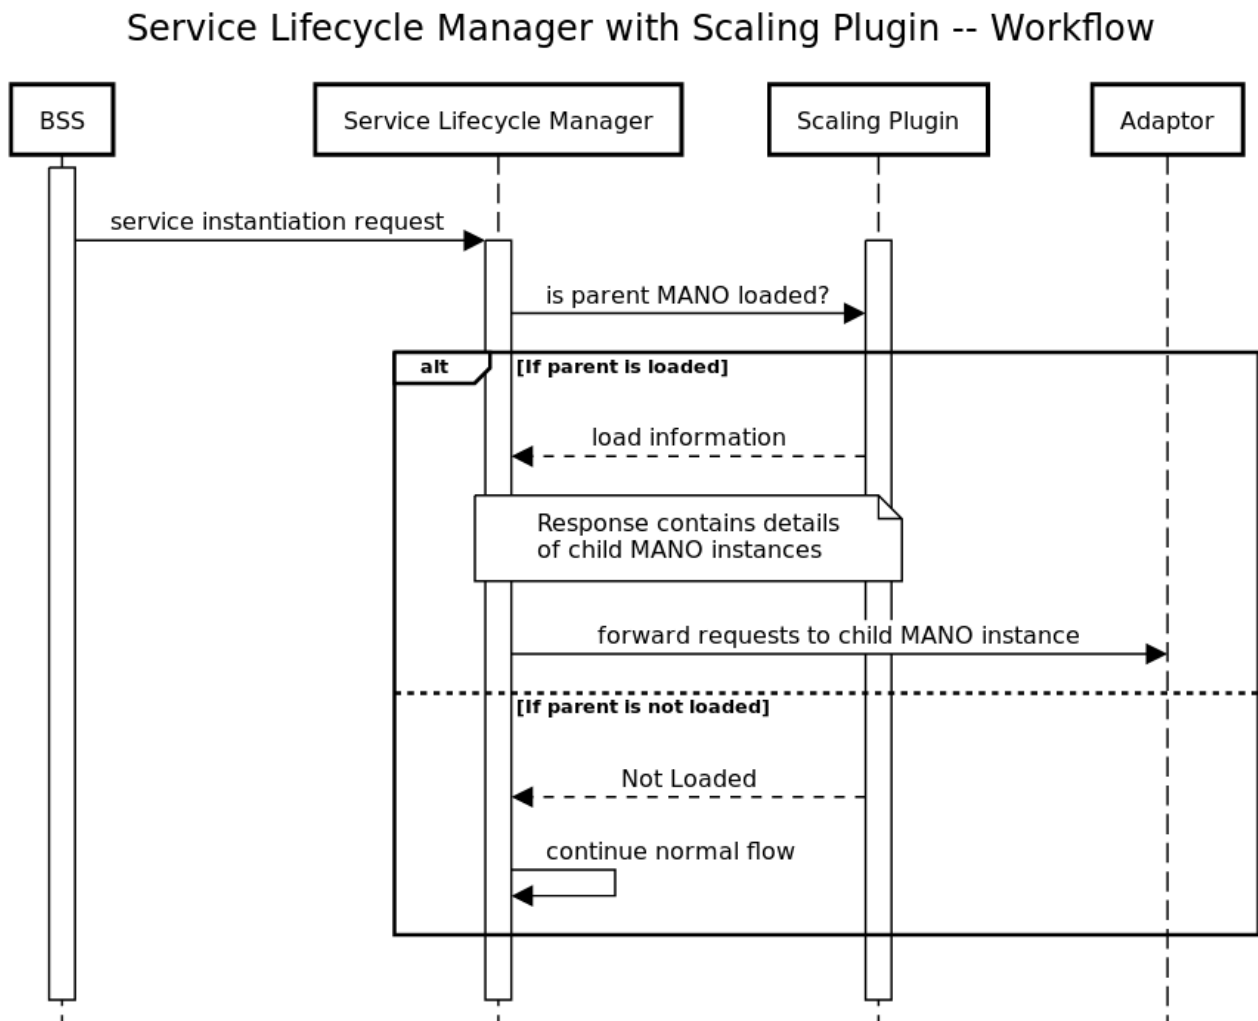 Service Lifecycle Manager with Scaling Plugin -- Workflow
BSS
Service Lifecycle Manager
Scaling Plugin
Adaptor
service instantiation request
is parent MANO loaded?
alt
[If parent is loaded]
load information
Response contains details
of child MANO instances
forward requests to child MANO instance
[If parent is not loaded]
Not Loaded
continue normal flow